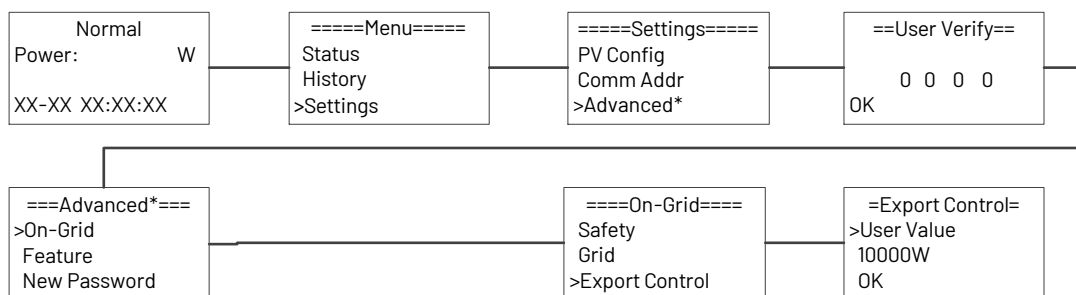 Normal
Power: W
XX-XX XX:XX:XX
=====Menu=====
Status
History
>Settings
=====Settings=====
PV Config
Comm Addr
>Advanced*
==User Verify==
0 0 0 0
OK
===Advanced*===
>On-Grid
Feature
New Password
====On-Grid====
Safety
Grid
>Export Control
=Export Control=
>User Value
10000W
OK